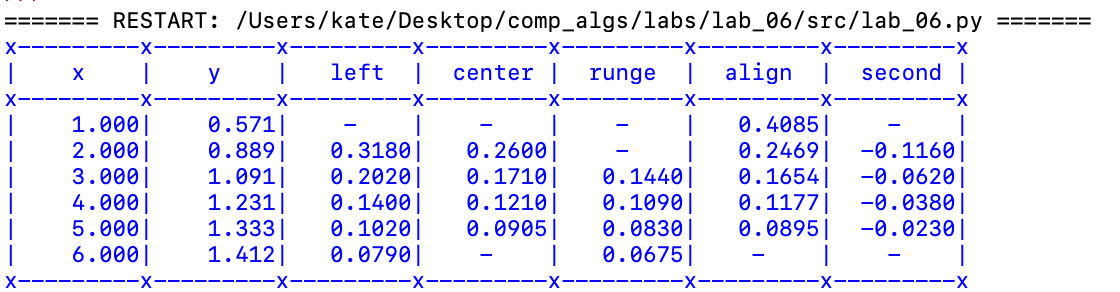 ======= RESTART: /Users/kate/Desktop/comp_algs/labs/lab_06/src/lab_06.py =======
x---------x---------x---------x---------x---------x---------x---------x
|    x    |    y    |   left  |  center |  runge  |  align  |  second |
x---------x---------x---------x---------x---------x---------x---------x
|    1.000|    0.571|    -    |    -    |    -    |   0.4085|    -    |
|    2.000|    0.889|   0.3180|   0.2600|    -    |   0.2469|  -0.1160|
|    3.000|    1.091|   0.2020|   0.1710|   0.1440|   0.1654|  -0.0620|
|    4.000|    1.231|   0.1400|   0.1210|   0.1090|   0.1177|  -0.0380|
|    5.000|    1.333|   0.1020|   0.0905|   0.0830|   0.0895|  -0.0230|
|    6.000|    1.412|   0.0790|    -    |   0.0675|    -    |    -    |
x---------x---------x---------x---------x---------x---------x---------x